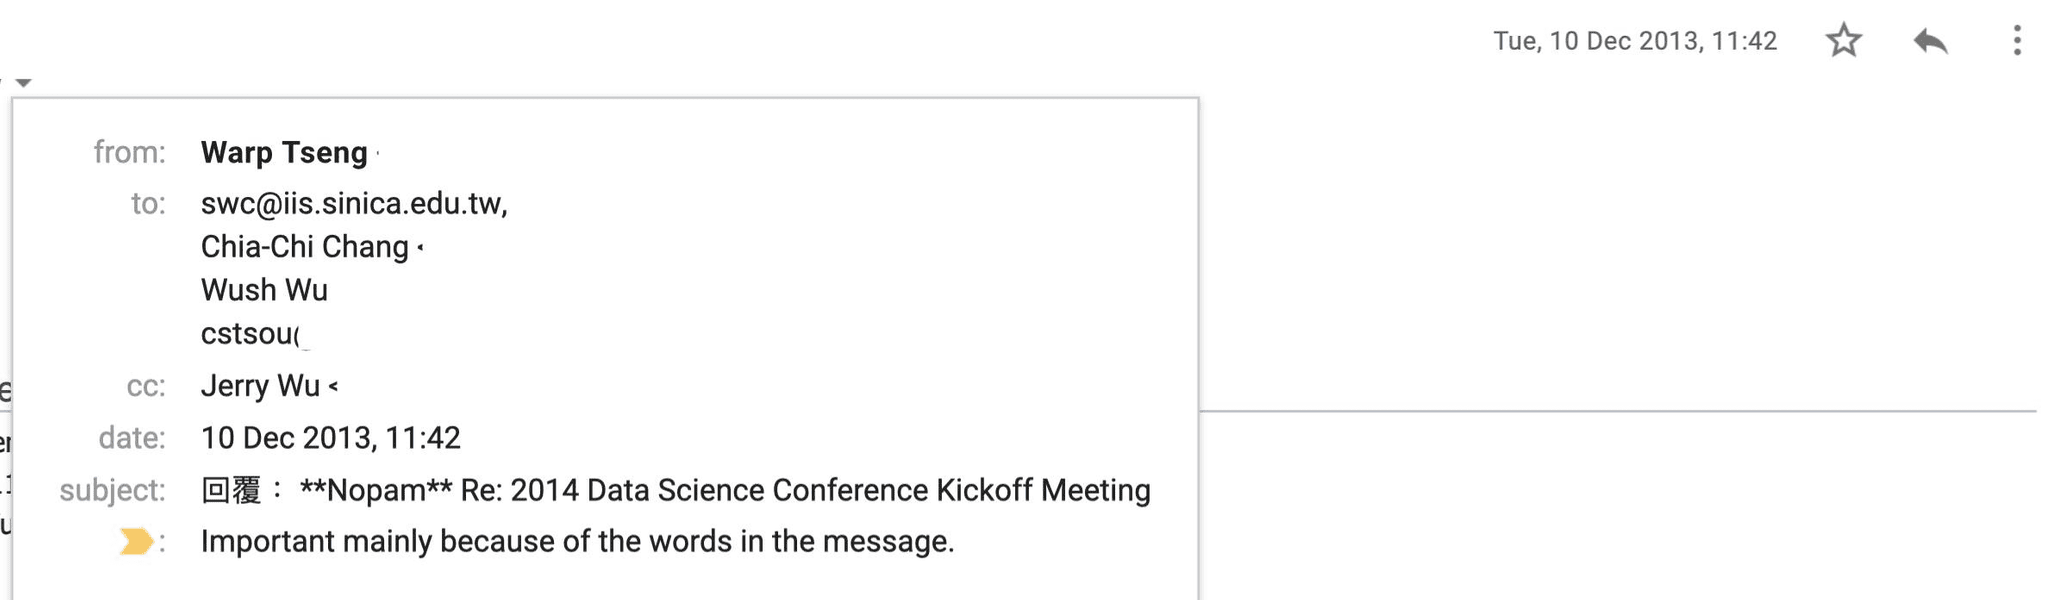 Tue, 10 Dec 2013, 11:42
from: Warp Tseng
to: swc@iis.sinica.edu.tw,
Chia-Chi Chang
Wush Wu
cstsou
cc: Jerry Wu <
date: 10 Dec 2013, 11:42
subject: 回覆： **Nopam** Re: 2014 Data Science Conference Kickoff Meeting
: Important mainly because of the words in the message.